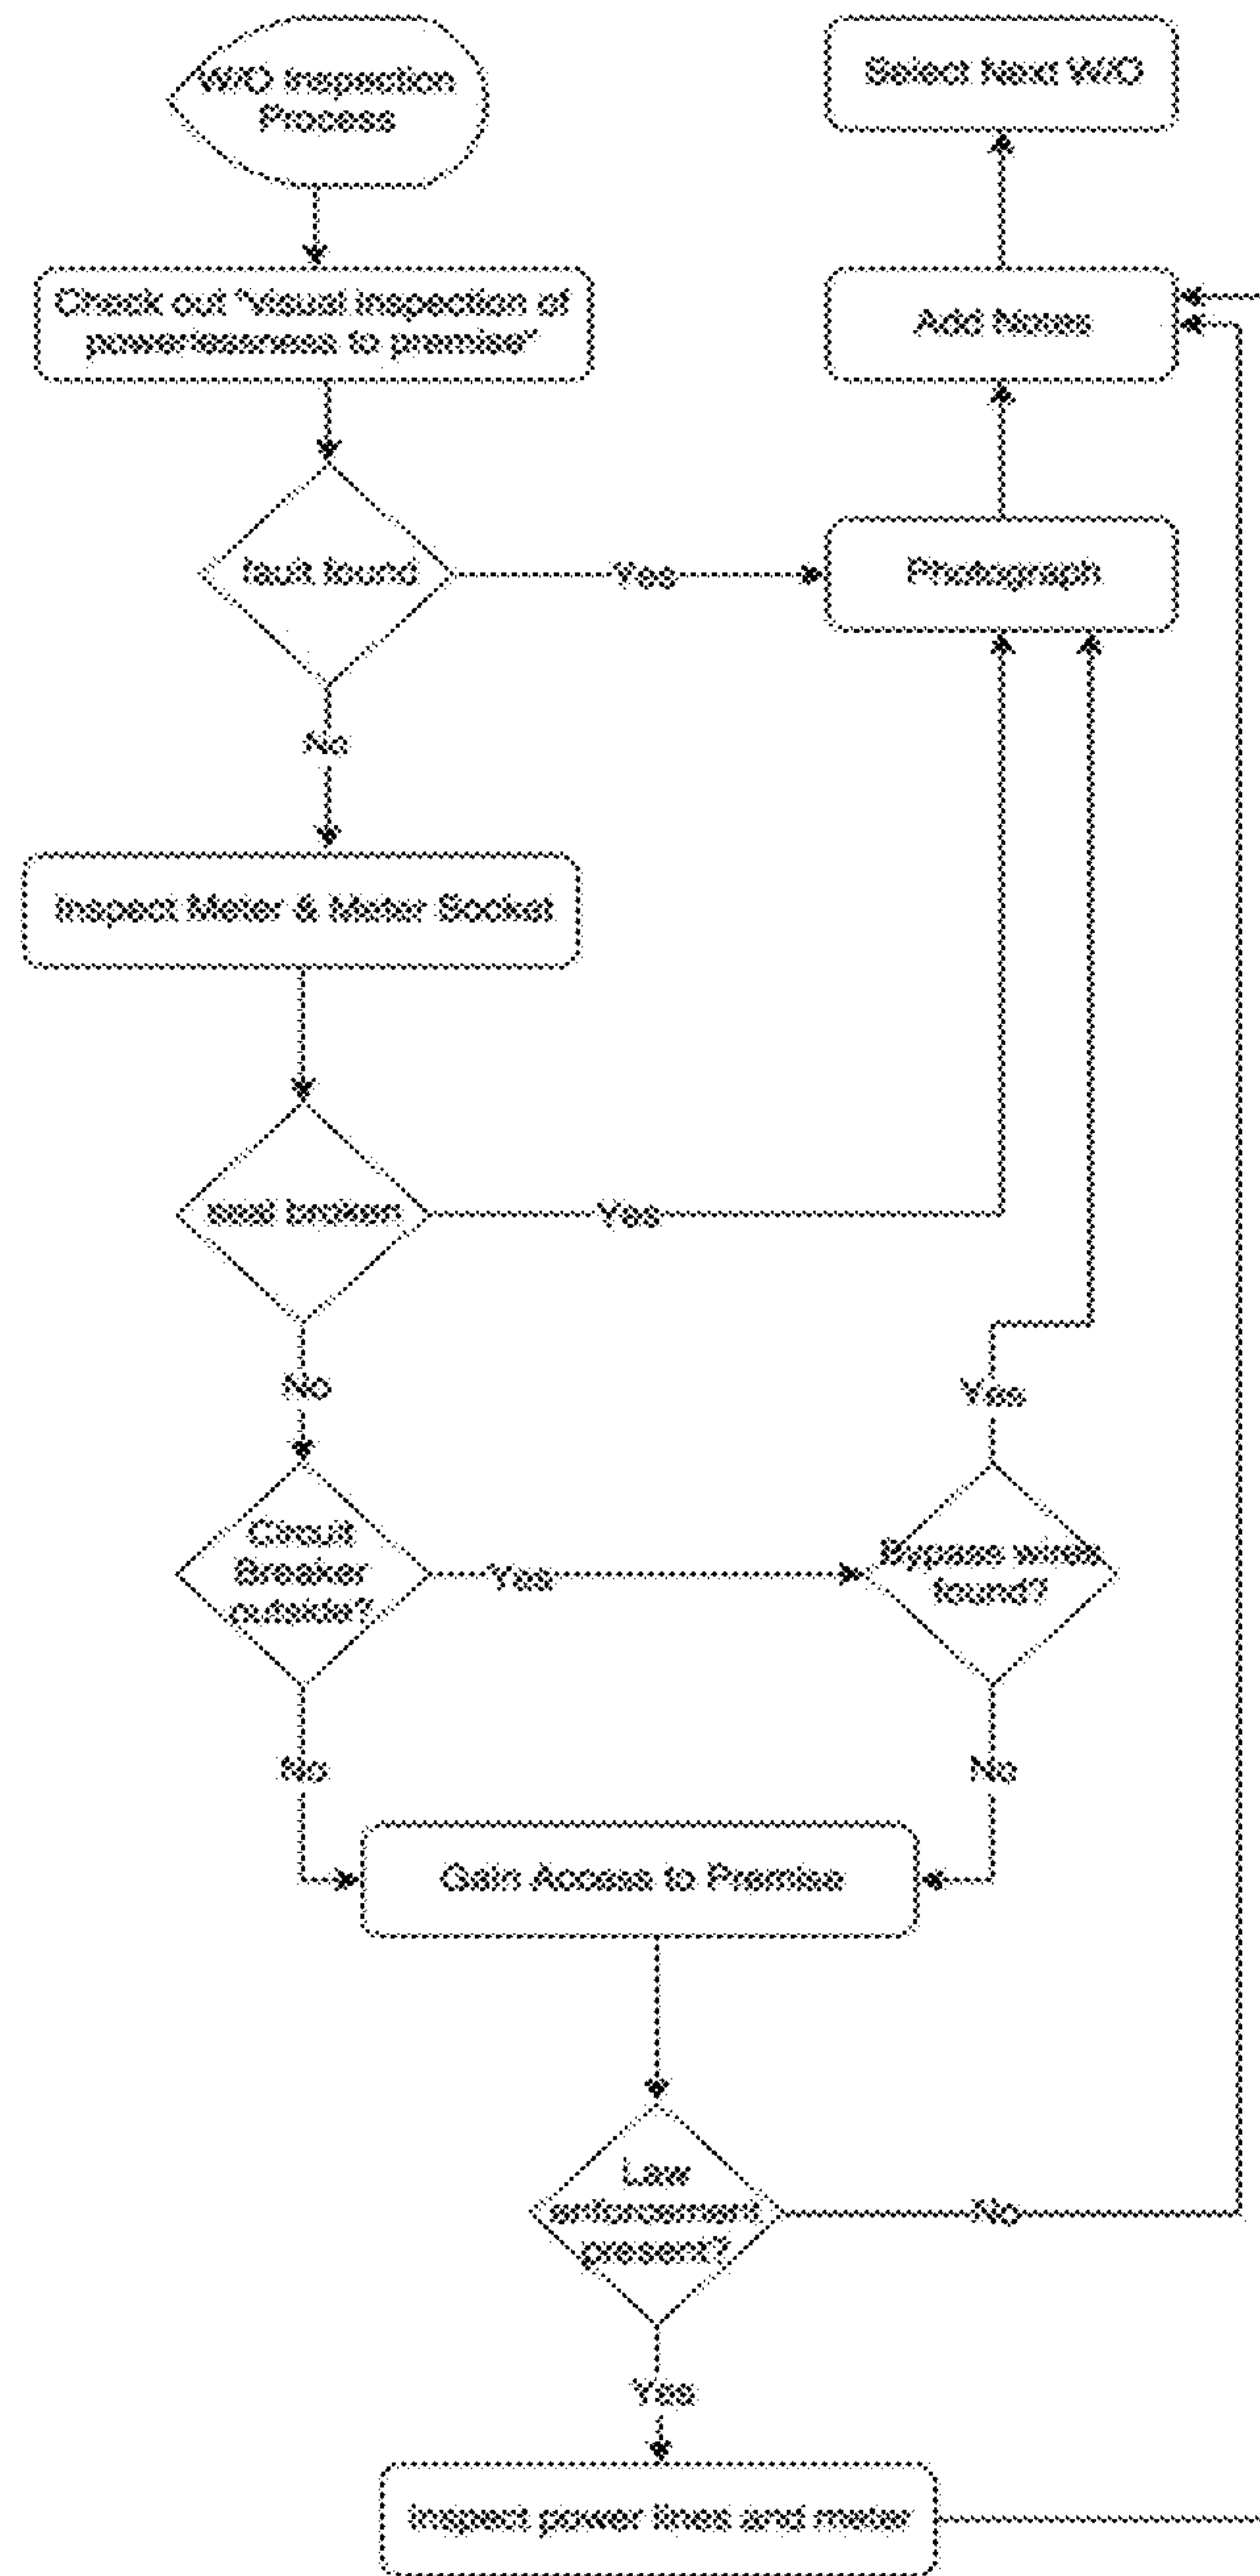 W/O Inspection
Process
Select Next W/O
Check out "visual inspection of
powerlessness to premise"
Add Notes
fault found
Yes
Photograph
No
Inspect Meter & Meter Socket
seal broken
Yes
No
Yes
Circuit
Breaker
outside?
Yes
Bypass wires
found?
No
No
Gain Access to Premise
Law
enforcement
present?
No
Yes
Inspect power lines and meter